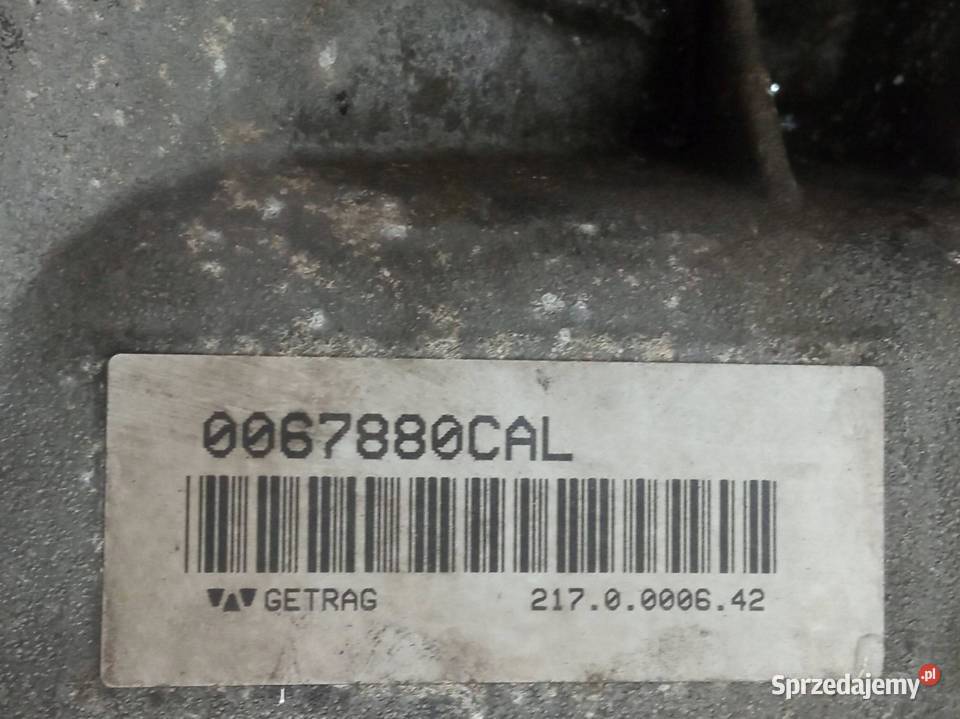 0067880CAL
GETRAG 217.0.0006.42
Sprzedajemy.pl